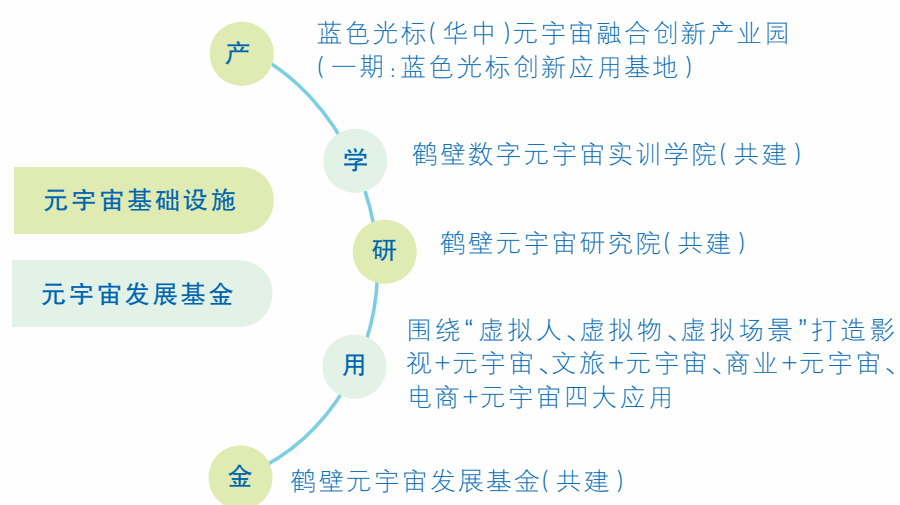 产
蓝色光标(华中)元宇宙融合创新产业园
(一期:蓝色光标创新应用基地)
学
鹤壁数字元宇宙实训学院(共建)
元宇宙基础设施
研
鹤壁元宇宙研究院(共建)
元宇宙发展基金
用
围绕“虚拟人、虚拟物、虚拟场景”打造影
视+元宇宙、文旅+元宇宙、商业+元宇宙、
电商+元宇宙四大应用
金
鹤壁元宇宙发展基金(共建)